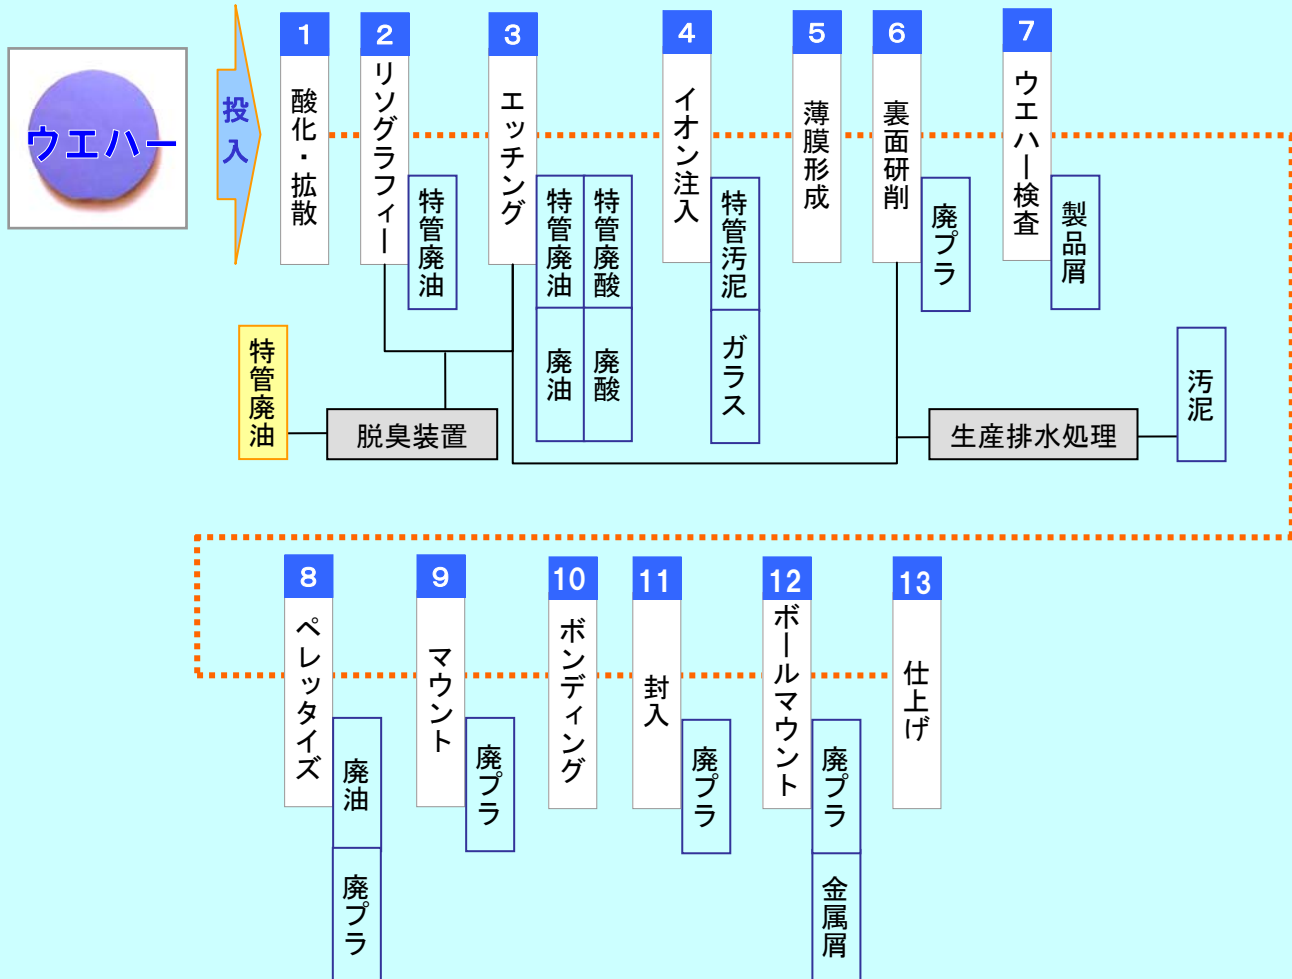 ウエハー
投入
1
酸化・拡散
2
リソグラフィー
特管廃油
3
エッチング
特管廃油
特管廃酸
廃油
廃酸
4
イオン注入
特管汚泥
ガラス
5
薄膜形成
6
裏面研削
廃プラ
7
ウエハー検査
製品屑
特管廃油
脱臭装置
生産排水処理
汚泥
8
ペレッタイズ
廃油
廃プラ
9
マウント
廃プラ
10
ボンディング
11
封入
廃プラ
12
ボールマウント
廃プラ
金属屑
13
仕上げ